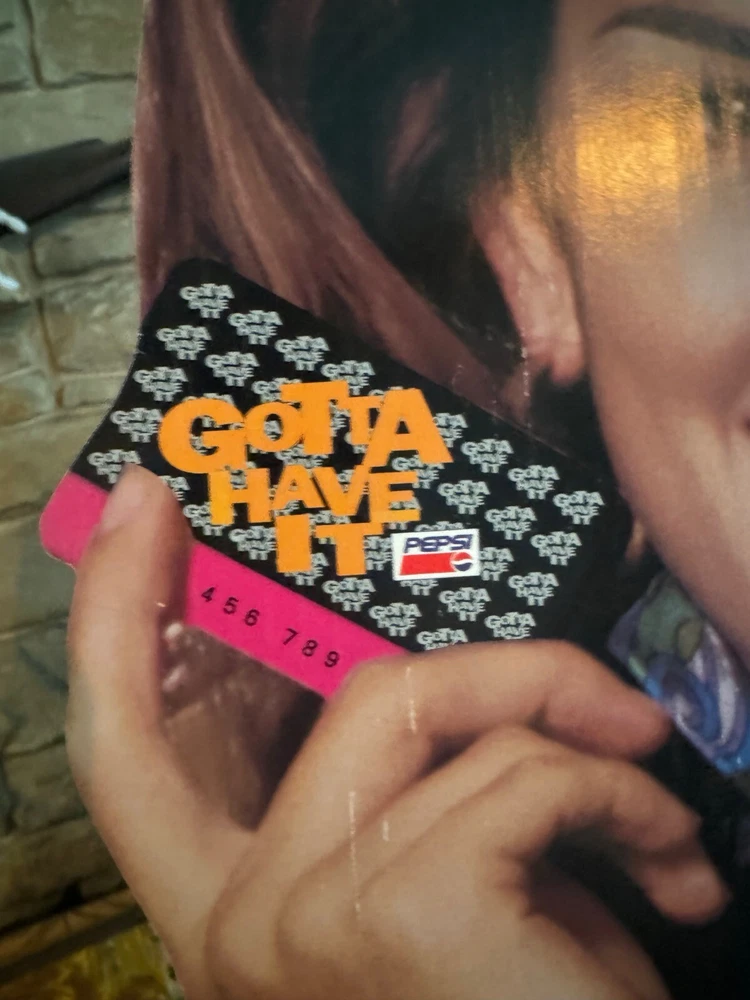 GOTTA
HAVE
IT
PEPSI
456 789